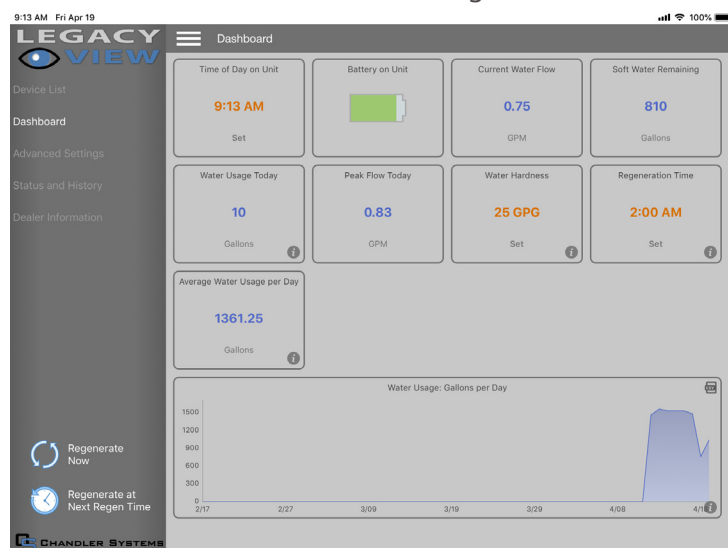 9:13 AM Fri Apr 19
100%
LEGACY
VIEW
Dashboard
Device List
Dashboard
Advanced Settings
Status and History
Dealer Information
Time of Day on Unit
9:13 AM
Set
Battery on Unit
Current Water Flow
0.75
GPM
Soft Water Remaining
810
Gallons
Water Usage Today
10
Gallons
i
Peak Flow Today
0.83
GPM
Water Hardness
25 GPG
Set
i
Regeneration Time
2:00 AM
Set
i
Average Water Usage per Day
1361.25
Gallons
i
Water Usage: Gallons per Day
1500
1200
900
600
300
0
2/17 2/27 3/09 3/19 3/29 4/08
i
Regenerate
Now
Regenerate at
Next Regen Time
CHANDLER SYSTEMS